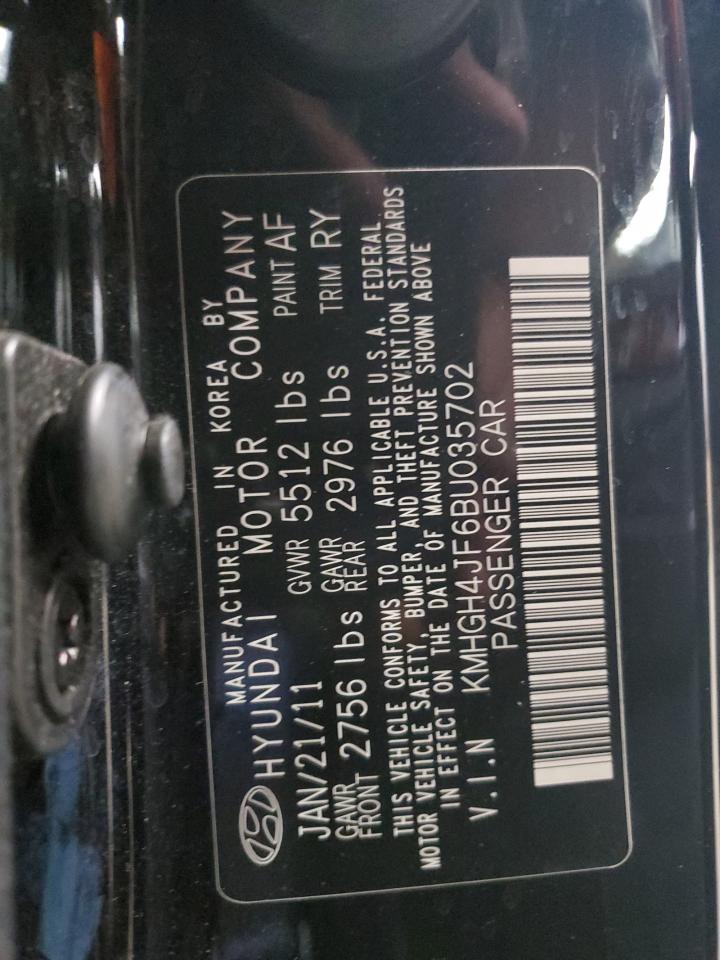 MANUFACTURED IN KOREA BY
HYUNDAI MOTOR COMPANY
JAN/21/11 GVWR 5512 lbs PAINT AF
GAWR FRONT 2756 lbs GAWR REAR 2976 lbs TRIM RY
THIS VEHICLE CONFORMS TO ALL APPLICABLE U.S.A. FEDERAL
MOTOR VEHICLE SAFETY, BUMPER, AND THEFT PREVENTION STANDARDS
IN EFFECT ON THE DATE OF MANUFACTURE SHOWN ABOVE
V.I.N KMHGH4JF6BU035702
PASSENGER CAR